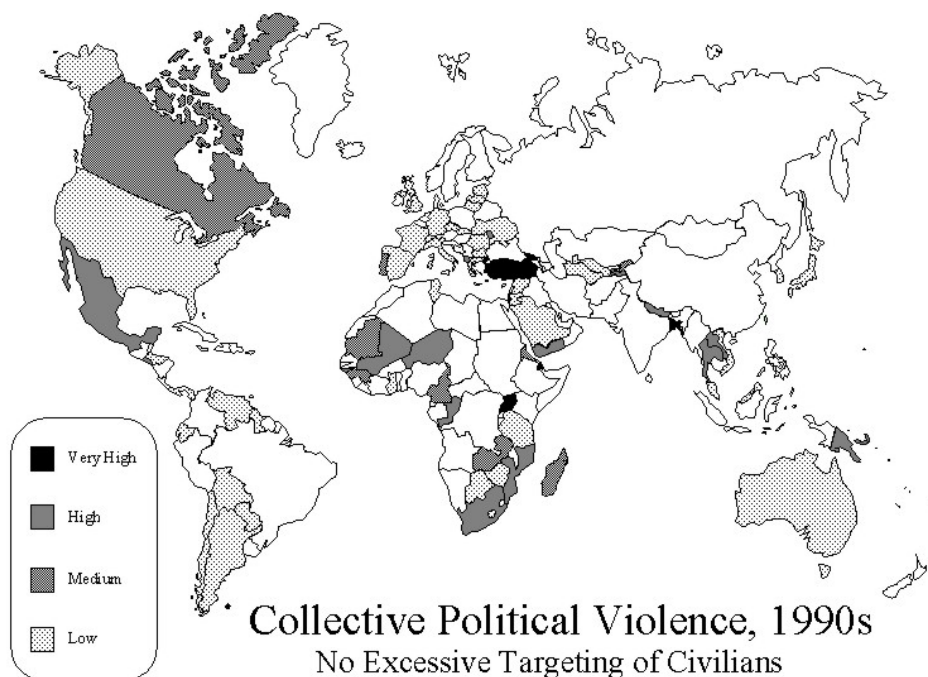 Very High
High
Medium
Low
Collective Political Violence, 1990s
No Excessive Targeting of Civilians